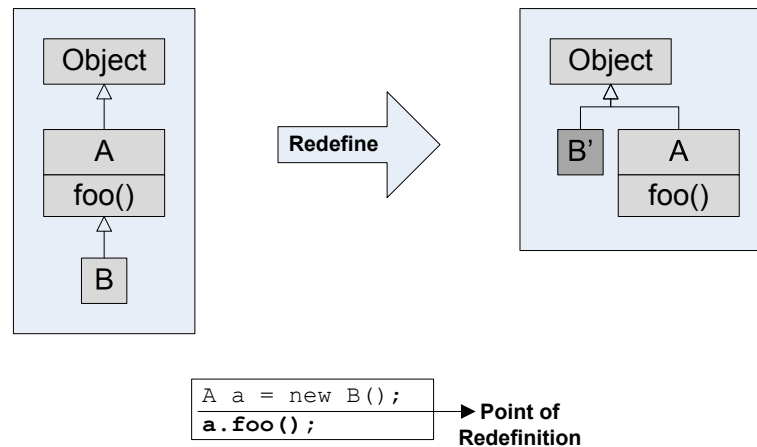 Object
A
foo()
B
Redefine
Object
B'
A
foo()
A a = new B();
a.foo();
Point of
Redefinition